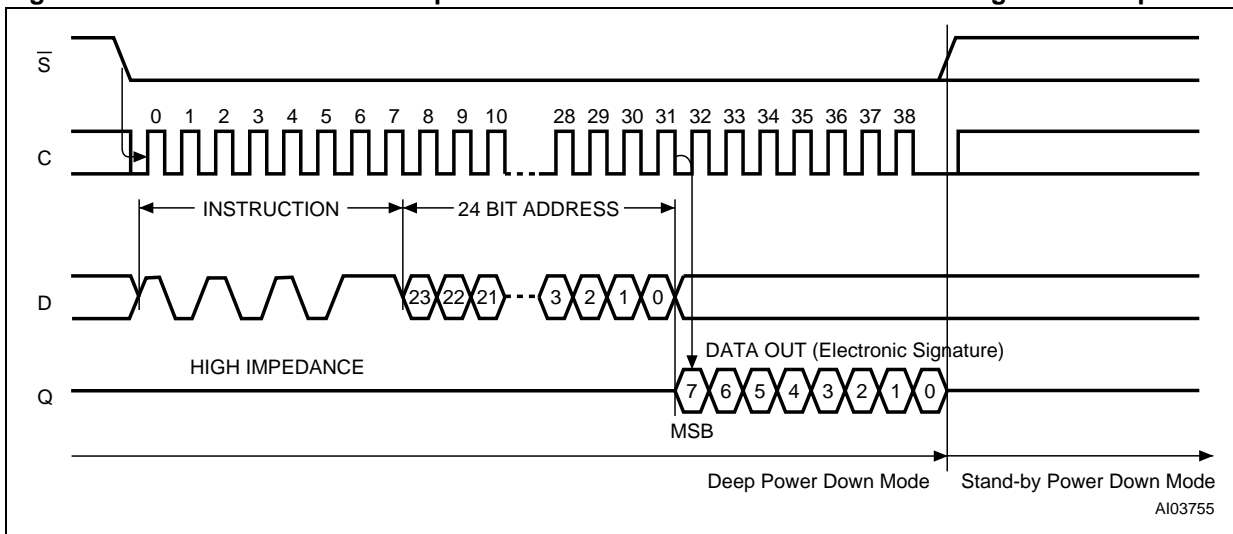 S
0 1 2 3 4 5 6 7 8 9 10 28 29 30 31 32 33 34 35 36 37 38
C
INSTRUCTION 24 BIT ADDRESS
D 23 22 21 3 2 1 0
DATA OUT (Electronic Signature)
HIGH IMPEDANCE
Q 7 6 5 4 3 2 1 0
MSB
Deep Power Down Mode Stand-by Power Down Mode
AI03755